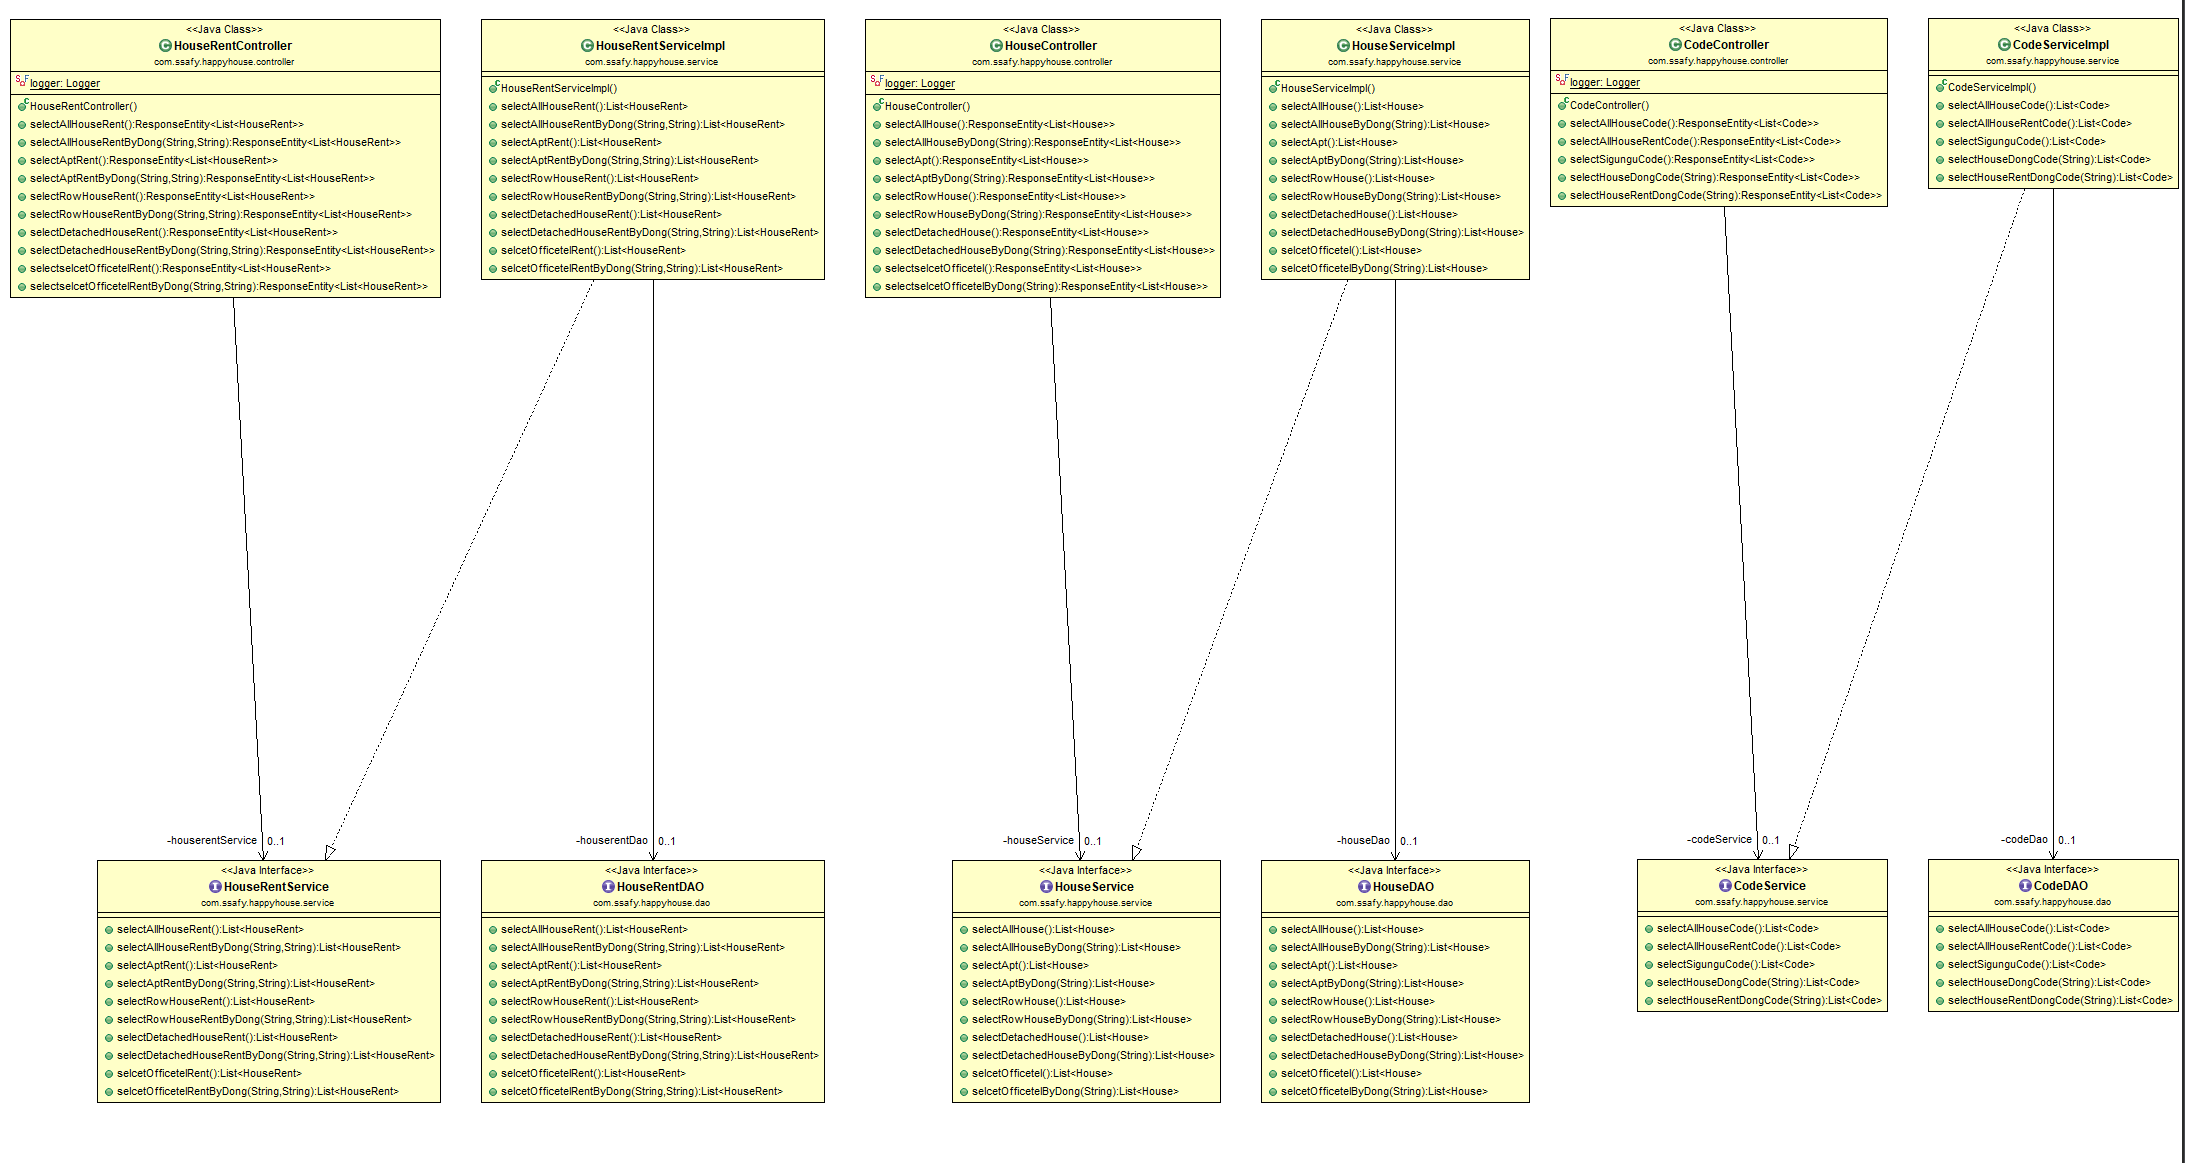 <<Java Class>>
HouseRentController
com.ssafy.happyhouse.controller
logger: Logger
HouseRentController()
selectAllHouseRent():ResponseEntity<List<HouseRent>>
selectAllHouseRentByDong(String,String):ResponseEntity<List<HouseRent>>
selectAptRent():ResponseEntity<List<HouseRent>>
selectAptRentByDong(String,String):ResponseEntity<List<HouseRent>>
selectRowHouseRent():ResponseEntity<List<HouseRent>>
selectRowHouseRentByDong(String,String):ResponseEntity<List<HouseRent>>
selectDetachedHouseRent():ResponseEntity<List<HouseRent>>
selectDetachedHouseRentByDong(String,String):ResponseEntity<List<HouseRent>>
selectselcetOfficetelRent():ResponseEntity<List<HouseRent>>
selectselcetOfficetelRentByDong(String,String):ResponseEntity<List<HouseRent>>
<<Java Class>>
HouseRentServiceImpl
com.ssafy.happyhouse.service
HouseRentServiceImpl()
selectAllHouseRent():List<HouseRent>
selectAllHouseRentByDong(String,String):List<HouseRent>
selectAptRent():List<HouseRent>
selectAptRentByDong(String,String):List<HouseRent>
selectRowHouseRent():List<HouseRent>
selectRowHouseRentByDong(String,String):List<HouseRent>
selectDetachedHouseRent():List<HouseRent>
selectDetachedHouseRentByDong(String,String):List<HouseRent>
selcetOfficetelRent():List<HouseRent>
selcetOfficetelRentByDong(String,String):List<HouseRent>
<<Java Class>>
HouseController
com.ssafy.happyhouse.controller
logger: Logger
HouseController()
selectAllHouse():ResponseEntity<List<House>>
selectAllHouseByDong(String):ResponseEntity<List<House>>
selectApt():ResponseEntity<List<House>>
selectAptByDong(String):ResponseEntity<List<House>>
selectRowHouse():ResponseEntity<List<House>>
selectRowHouseByDong(String):ResponseEntity<List<House>>
selectDetachedHouse():ResponseEntity<List<House>>
selectDetachedHouseByDong(String):ResponseEntity<List<House>>
selectselcetOfficetel():ResponseEntity<List<House>>
selectselcetOfficetelByDong(String):ResponseEntity<List<House>>
<<Java Class>>
HouseServiceImpl
com.ssafy.happyhouse.service
HouseServiceImpl()
selectAllHouse():List<House>
selectAllHouseByDong(String):List<House>
selectApt():List<House>
selectAptByDong(String):List<House>
selectRowHouse():List<House>
selectRowHouseByDong(String):List<House>
selectDetachedHouse():List<House>
selectDetachedHouseByDong(String):List<House>
selcetOfficetel():List<House>
selcetOfficetelByDong(String):List<House>
<<Java Class>>
CodeController
com.ssafy.happyhouse.controller
logger: Logger
CodeController()
selectAllHouseCode():ResponseEntity<List<Code>>
selectAllHouseRentCode():ResponseEntity<List<Code>>
selectSigunguCode():ResponseEntity<List<Code>>
selectHouseDongCode(String):ResponseEntity<List<Code>>
selectHouseRentDongCode(String):ResponseEntity<List<Code>>
<<Java Class>>
CodeServiceImpl
com.ssafy.happyhouse.service
CodeServiceImpl()
selectAllHouseCode():List<Code>
selectAllHouseRentCode():List<Code>
selectSigunguCode():List<Code>
selectHouseDongCode(String):List<Code>
selectHouseRentDongCode(String):List<Code>
-houserentService 0..1
-houserentDao 0..1
-houseService 0..1
-houseDao 0..1
-codeService 0..1
-codeDao 0..1
<<Java Interface>>
HouseRentService
com.ssafy.happyhouse.service
selectAllHouseRent():List<HouseRent>
selectAllHouseRentByDong(String,String):List<HouseRent>
selectAptRent():List<HouseRent>
selectAptRentByDong(String,String):List<HouseRent>
selectRowHouseRent():List<HouseRent>
selectRowHouseRentByDong(String,String):List<HouseRent>
selectDetachedHouseRent():List<HouseRent>
selectDetachedHouseRentByDong(String,String):List<HouseRent>
selcetOfficetelRent():List<HouseRent>
selcetOfficetelRentByDong(String,String):List<HouseRent>
<<Java Interface>>
HouseRentDAO
com.ssafy.happyhouse.dao
selectAllHouseRent():List<HouseRent>
selectAllHouseRentByDong(String,String):List<HouseRent>
selectAptRent():List<HouseRent>
selectAptRentByDong(String,String):List<HouseRent>
selectRowHouseRent():List<HouseRent>
selectRowHouseRentByDong(String,String):List<HouseRent>
selectDetachedHouseRent():List<HouseRent>
selectDetachedHouseRentByDong(String,String):List<HouseRent>
selcetOfficetelRent():List<HouseRent>
selcetOfficetelRentByDong(String,String):List<HouseRent>
<<Java Interface>>
HouseService
com.ssafy.happyhouse.service
selectAllHouse():List<House>
selectAllHouseByDong(String):List<House>
selectApt():List<House>
selectAptByDong(String):List<House>
selectRowHouse():List<House>
selectRowHouseByDong(String):List<House>
selectDetachedHouse():List<House>
selectDetachedHouseByDong(String):List<House>
selcetOfficetel():List<House>
selcetOfficetelByDong(String):List<House>
<<Java Interface>>
HouseDAO
com.ssafy.happyhouse.dao
selectAllHouse():List<House>
selectAllHouseByDong(String):List<House>
selectApt():List<House>
selectAptByDong(String):List<House>
selectRowHouse():List<House>
selectRowHouseByDong(String):List<House>
selectDetachedHouse():List<House>
selectDetachedHouseByDong(String):List<House>
selcetOfficetel():List<House>
selcetOfficetelByDong(String):List<House>
<<Java Interface>>
CodeService
com.ssafy.happyhouse.service
selectAllHouseCode():List<Code>
selectAllHouseRentCode():List<Code>
selectSigunguCode():List<Code>
selectHouseDongCode(String):List<Code>
selectHouseRentDongCode(String):List<Code>
<<Java Interface>>
CodeDAO
com.ssafy.happyhouse.dao
selectAllHouseCode():List<Code>
selectAllHouseRentCode():List<Code>
selectSigunguCode():List<Code>
selectHouseDongCode(String):List<Code>
selectHouseRentDongCode(String):List<Code>